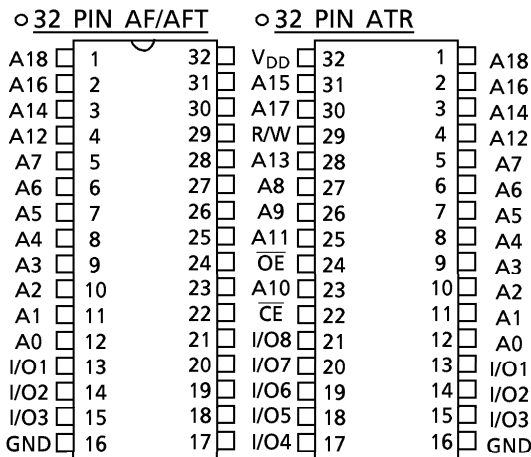 ○ 32 PIN AF/AFT ○ 32 PIN ATR
A18 1 32 V<sub>DD</sub> 32 1 A18
A16 2 31 A15 31 2 A16
A14 3 30 A17 30 3 A14
A12 4 29 R/W 29 4 A12
A7 5 28 A13 28 5 A7
A6 6 27 A8 27 6 A6
A5 7 26 A9 26 7 A5
A4 8 25 A11 25 8 A4
A3 9 24 O̅E̅ 24 9 A3
A2 10 23 A10 23 10 A2
A1 11 22 C̅E̅ 22 11 A1
A0 12 21 I/O8 21 12 A0
I/O1 13 20 I/O7 20 13 I/O1
I/O2 14 19 I/O6 19 14 I/O2
I/O3 15 18 I/O5 18 15 I/O3
GND 16 17 I/O4 17 16 GND